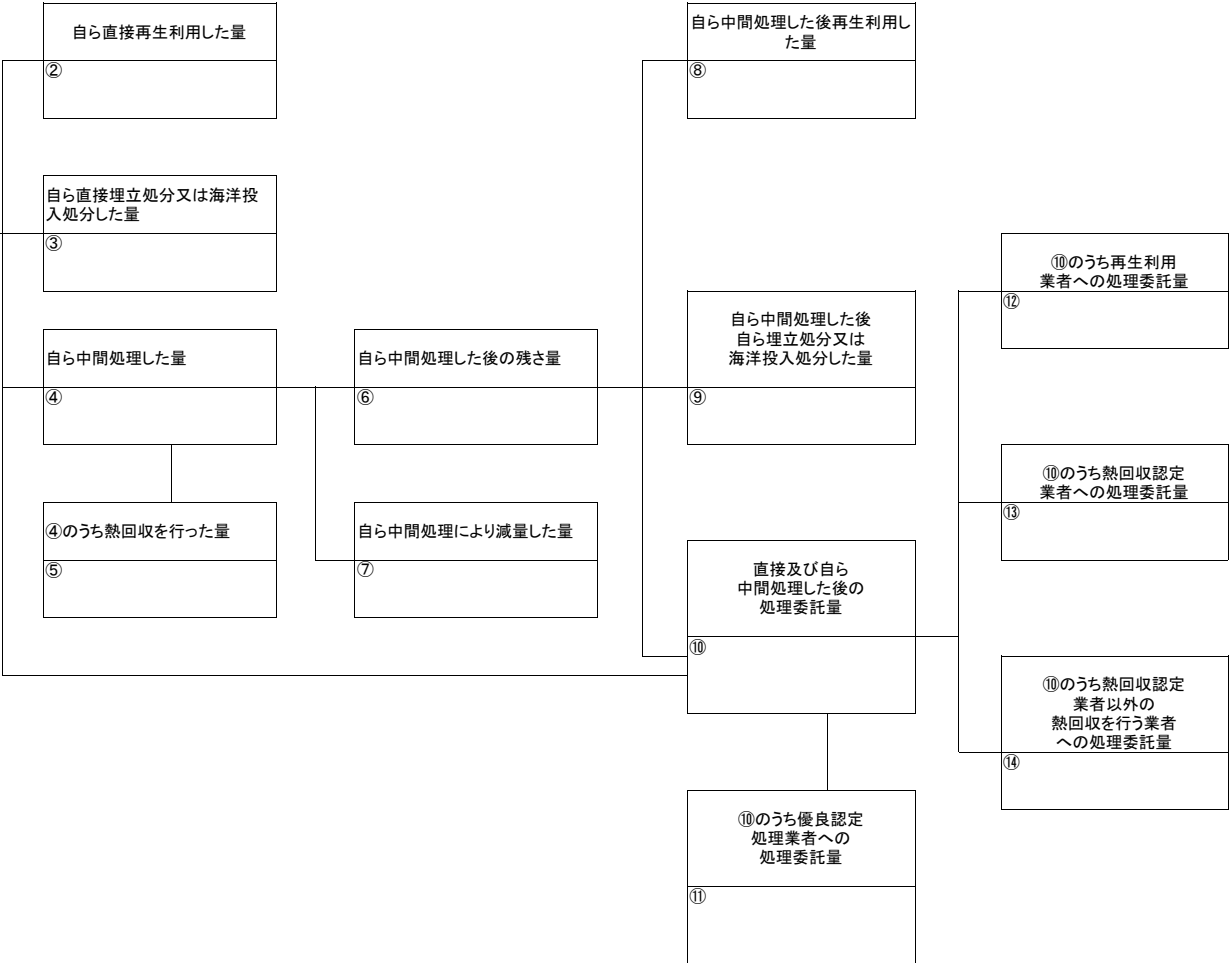 自ら直接再生利用した量
②
自ら中間処理した後再生利用し
た量
⑧
自ら直接埋立処分又は海洋投
入処分した量
③
⑩のうち再生利用
業者への処理委託量
⑫
自ら中間処理した量
④
自ら中間処理した後の残さ量
⑥
自ら中間処理した後
自ら埋立処分又は
海洋投入処分した量
⑨
⑩のうち熱回収認定
業者への処理委託量
⑬
④のうち熱回収を行った量
⑤
自ら中間処理により減量した量
⑦
直接及び自ら
中間処理した後の
処理委託量
⑩
⑩のうち熱回収認定
業者以外の
熱回収を行う業者
への処理委託量
⑭
⑩のうち優良認定
処理業者への
処理委託量
⑪